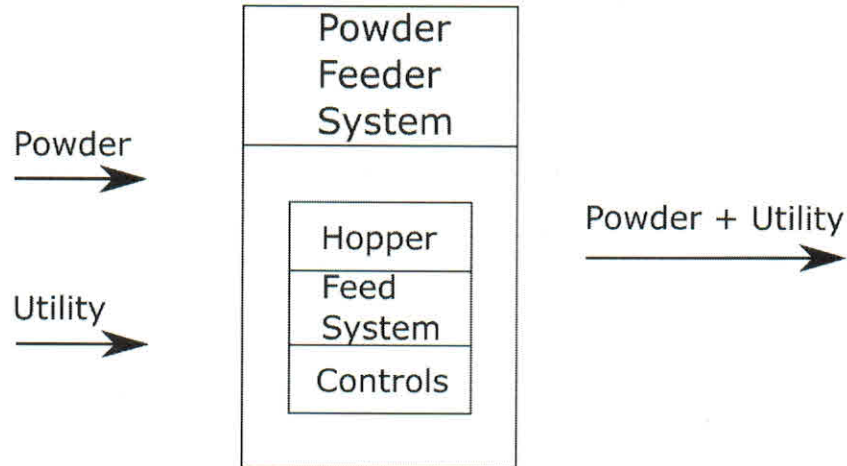 Powder
Feeder
System
Powder
Utility
Hopper
Feed
System
Controls
Powder + Utility